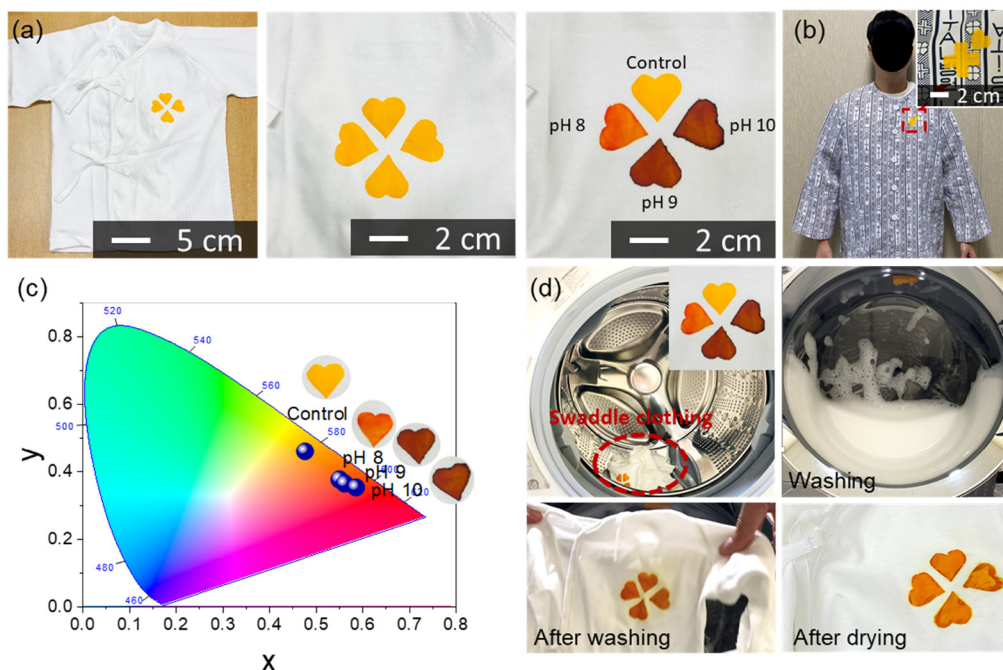 (a)
5 cm
2 cm
Control
pH 8
pH 10
pH 9
2 cm
(b)
2 cm
(c)
0.8
0.6
0.4
0.2
0.0
y
0.0 0.1 0.2 0.3 0.4 0.5 0.6 0.7 0.8
x
520
540
560
580
600
620
500
480
460
Control
pH 8
pH 9
pH 10
(d)
Swaddle clothing
Washing
After washing
After drying